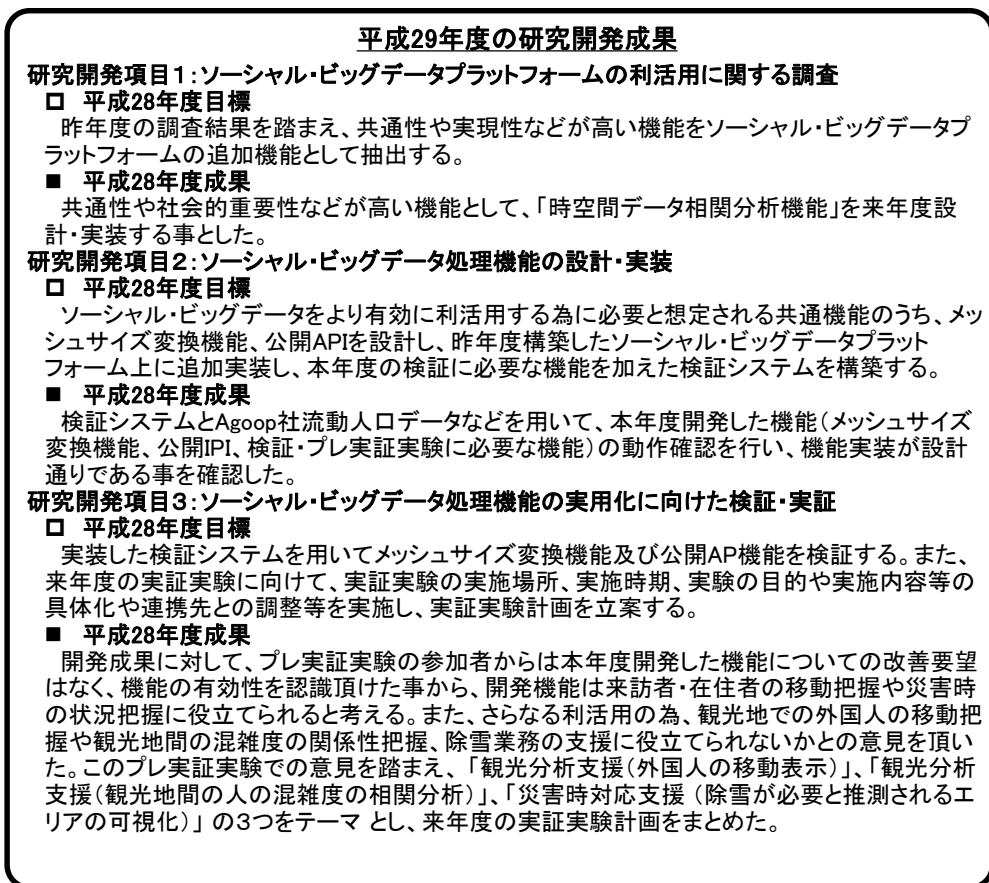 平成29年度の研究開発成果
研究開発項目1:ソーシャル・ビッグデータプラットフォームの利活用に関する調査
□ 平成28年度目標
昨年度の調査結果を踏まえ、共通性や実現性などが高い機能をソーシャル・ビッグデータプ
ラットフォームの追加機能として抽出する。
■ 平成28年度成果
共通性や社会的重要性などが高い機能として、「時空間データ相関分析機能」を来年度設
計・実装する事とした。
研究開発項目2:ソーシャル・ビッグデータ処理機能の設計・実装
□ 平成28年度目標
ソーシャル・ビッグデータをより有効に利活用する為に必要と想定される共通機能のうち、メッ
シュサイズ変換機能、公開APIを設計し、昨年度構築したソーシャル・ビッグデータプラット
フォーム上に追加実装し、本年度の検証に必要な機能を加えた検証システムを構築する。
■ 平成28年度成果
検証システムとAgoop社流動人口データなどを用いて、本年度開発した機能(メッシュサイズ
変換機能、公開IPI、検証・プレ実証実験に必要な機能)の動作確認を行い、機能実装が設計
通りである事を確認した。
研究開発項目3:ソーシャル・ビッグデータ処理機能の実用化に向けた検証・実証
□ 平成28年度目標
実装した検証システムを用いてメッシュサイズ変換機能及び公開AP機能を検証する。また、
来年度の実証実験に向けて、実証実験の実施場所、実施時期、実験の目的や実施内容等の
具体化や連携先との調整等を実施し、実証実験計画を立案する。
■ 平成28年度成果
開発成果に対して、プレ実証実験の参加者からは本年度開発した機能についての改善要望
はなく、機能の有効性を認識頂けた事から、開発機能は来訪者・在住者の移動把握や災害時
の状況把握に役立てられると考える。また、さらなる利活用の為、観光地での外国人の移動把
握や観光地間の混雑度の関係性把握、除雪業務の支援に役立てられないかとの意見を頂い
た。このプレ実証実験での意見を踏まえ、「観光分析支援(外国人の移動表示)」、「観光分析
支援(観光地間の人の混雑度の相関分析)」、「災害時対応支援 (除雪が必要と推測されるエ
リアの可視化)」 の3つをテーマ とし、来年度の実証実験計画をまとめた。